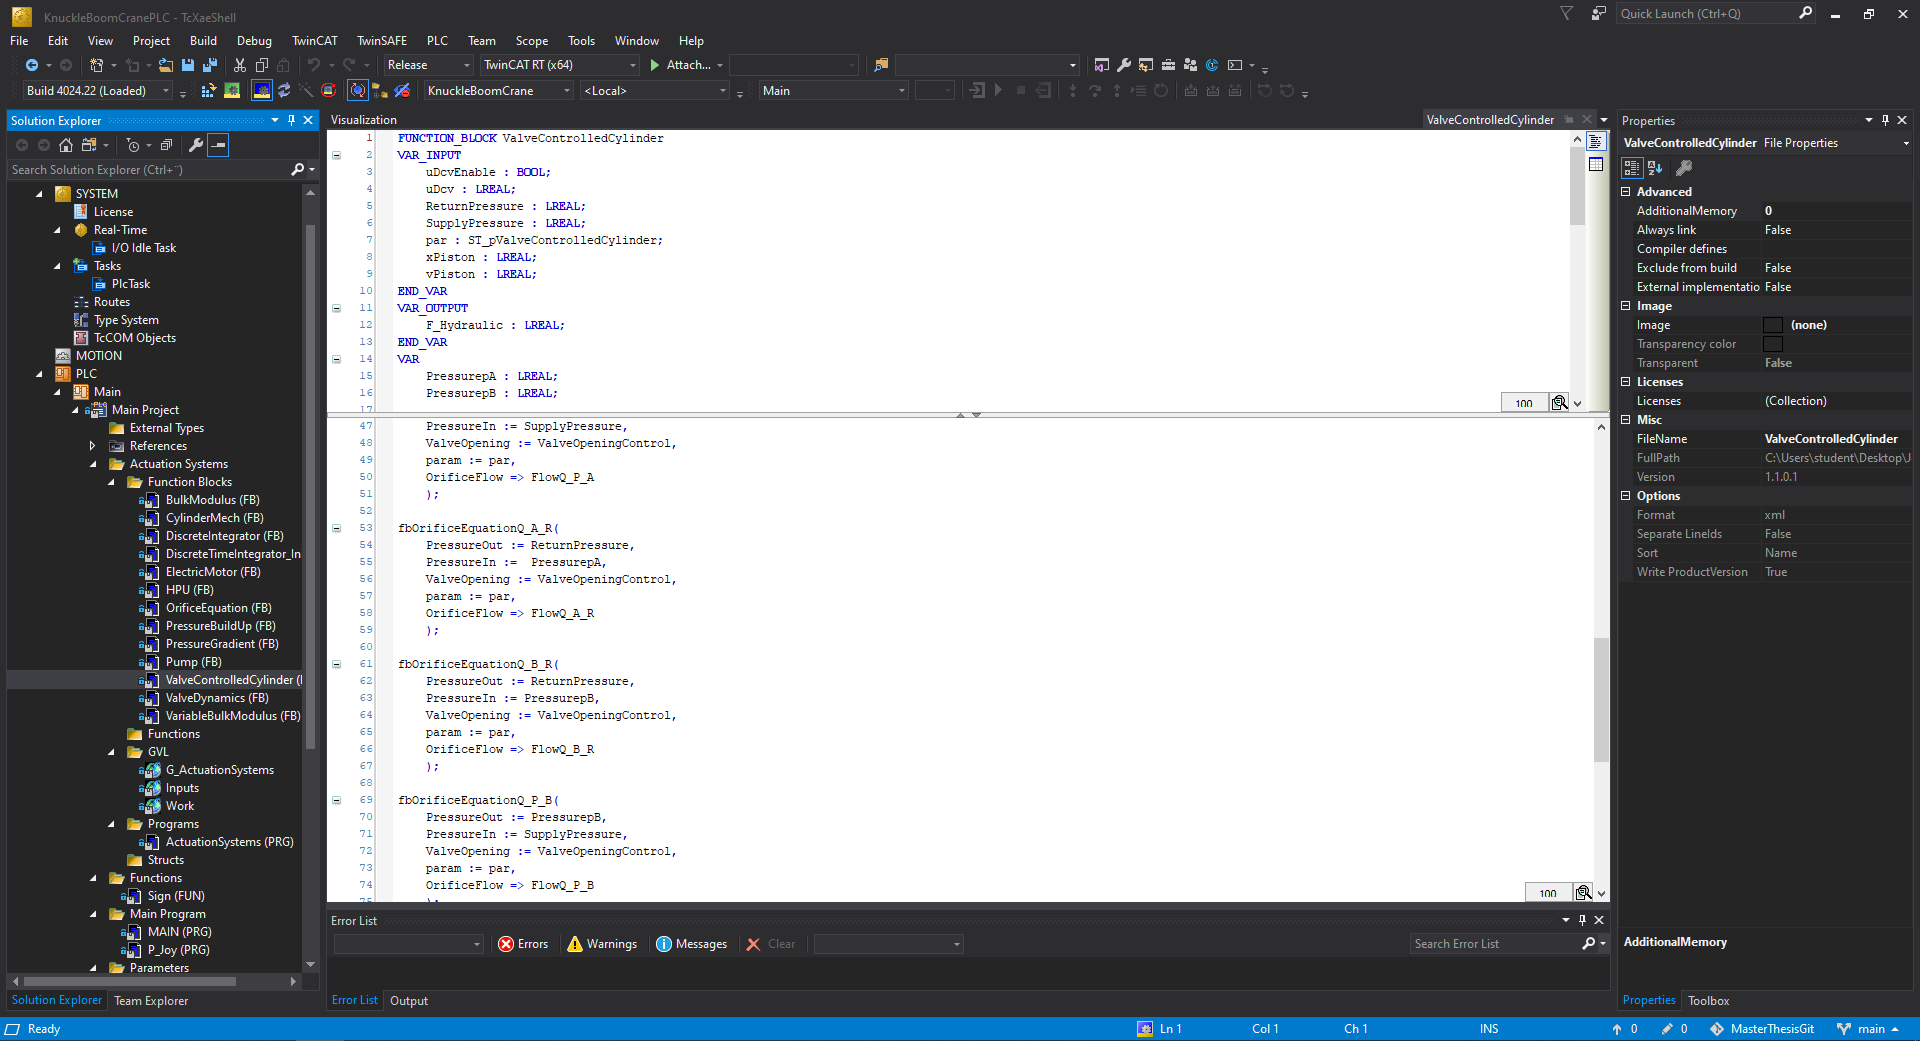 KnuckleBoomCranePLC - TcXaeShell
Quick Launch (Ctrl+Q)
File Edit View Project Build Debug TwinCAT TwinSAFE PLC Team Scope Tools Window Help
Release TwinCAT RT (x64) Attach...
Build 4024.22 (Loaded) KnuckleBoomCrane <Local> Main
Solution Explorer
Search Solution Explorer (Ctrl+¨)
SYSTEM
License
Real-Time
I/O Idle Task
Tasks
PlcTask
Routes
Type System
TcCOM Objects
MOTION
PLC
Main
Main Project
External Types
References
Actuation Systems
Function Blocks
BulkModulus (FB)
CylinderMech (FB)
DiscreteIntegrator (FB)
DiscreteTimeIntegrator_In
ElectricMotor (FB)
HPU (FB)
OrificeEquation (FB)
PressureBuildUp (FB)
PressureGradient (FB)
Pump (FB)
ValveControlledCylinder (
ValveDynamics (FB)
VariableBulkModulus (FB)
Functions
GVL
G_ActuationSystems
Inputs
Work
Programs
ActuationSystems (PRG)
Structs
Functions
Sign (FUN)
Main Program
MAIN (PRG)
P_Joy (PRG)
Parameters
Solution Explorer Team Explorer
Visualization ValveControlledCylinder
1 FUNCTION_BLOCK ValveControlledCylinder
2 VAR_INPUT
3 uDcvEnable : BOOL;
4 uDcv : LREAL;
5 ReturnPressure : LREAL;
6 SupplyPressure : LREAL;
7 par : ST_pValveControlledCylinder;
8 xPiston : LREAL;
9 vPiston : LREAL;
10 END_VAR
11 VAR_OUTPUT
12 F_Hydraulic : LREAL;
13 END_VAR
14 VAR
15 PressurepA : LREAL;
16 PressurepB : LREAL;
17
100
47 PressureIn := SupplyPressure,
48 ValveOpening := ValveOpeningControl,
49 param := par,
50 OrificeFlow => FlowQ_P_A
51 );
52
53 fbOrificeEquationQ_A_R(
54 PressureOut := ReturnPressure,
55 PressureIn := PressurepA,
56 ValveOpening := ValveOpeningControl,
57 param := par,
58 OrificeFlow => FlowQ_A_R
59 );
60
61 fbOrificeEquationQ_B_R(
62 PressureOut := ReturnPressure,
63 PressureIn := PressurepB,
64 ValveOpening := ValveOpeningControl,
65 param := par,
66 OrificeFlow => FlowQ_B_R
67 );
68
69 fbOrificeEquationQ_P_B(
70 PressureOut := PressurepB,
71 PressureIn := SupplyPressure,
72 ValveOpening := ValveOpeningControl,
73 param := par,
74 OrificeFlow => FlowQ_P_B
75 );
100
Error List
Errors Warnings Messages Clear Search Error List
Error List Output
Properties
ValveControlledCylinder File Properties
Advanced
AdditionalMemory 0
Always link False
Compiler defines
Exclude from build False
External implementatio False
Image
Image (none)
Transparency color
Transparent False
Licenses
Licenses (Collection)
Misc
FileName ValveControlledCylinder
FullPath C:\Users\student\Desktop\J
Version 1.1.0.1
Options
Format xml
Separate LineIds False
Sort Name
Write ProductVersion True
AdditionalMemory
Properties Toolbox
Ready Ln 1 Col 1 Ch 1 INS 0 0 MasterThesisGit main